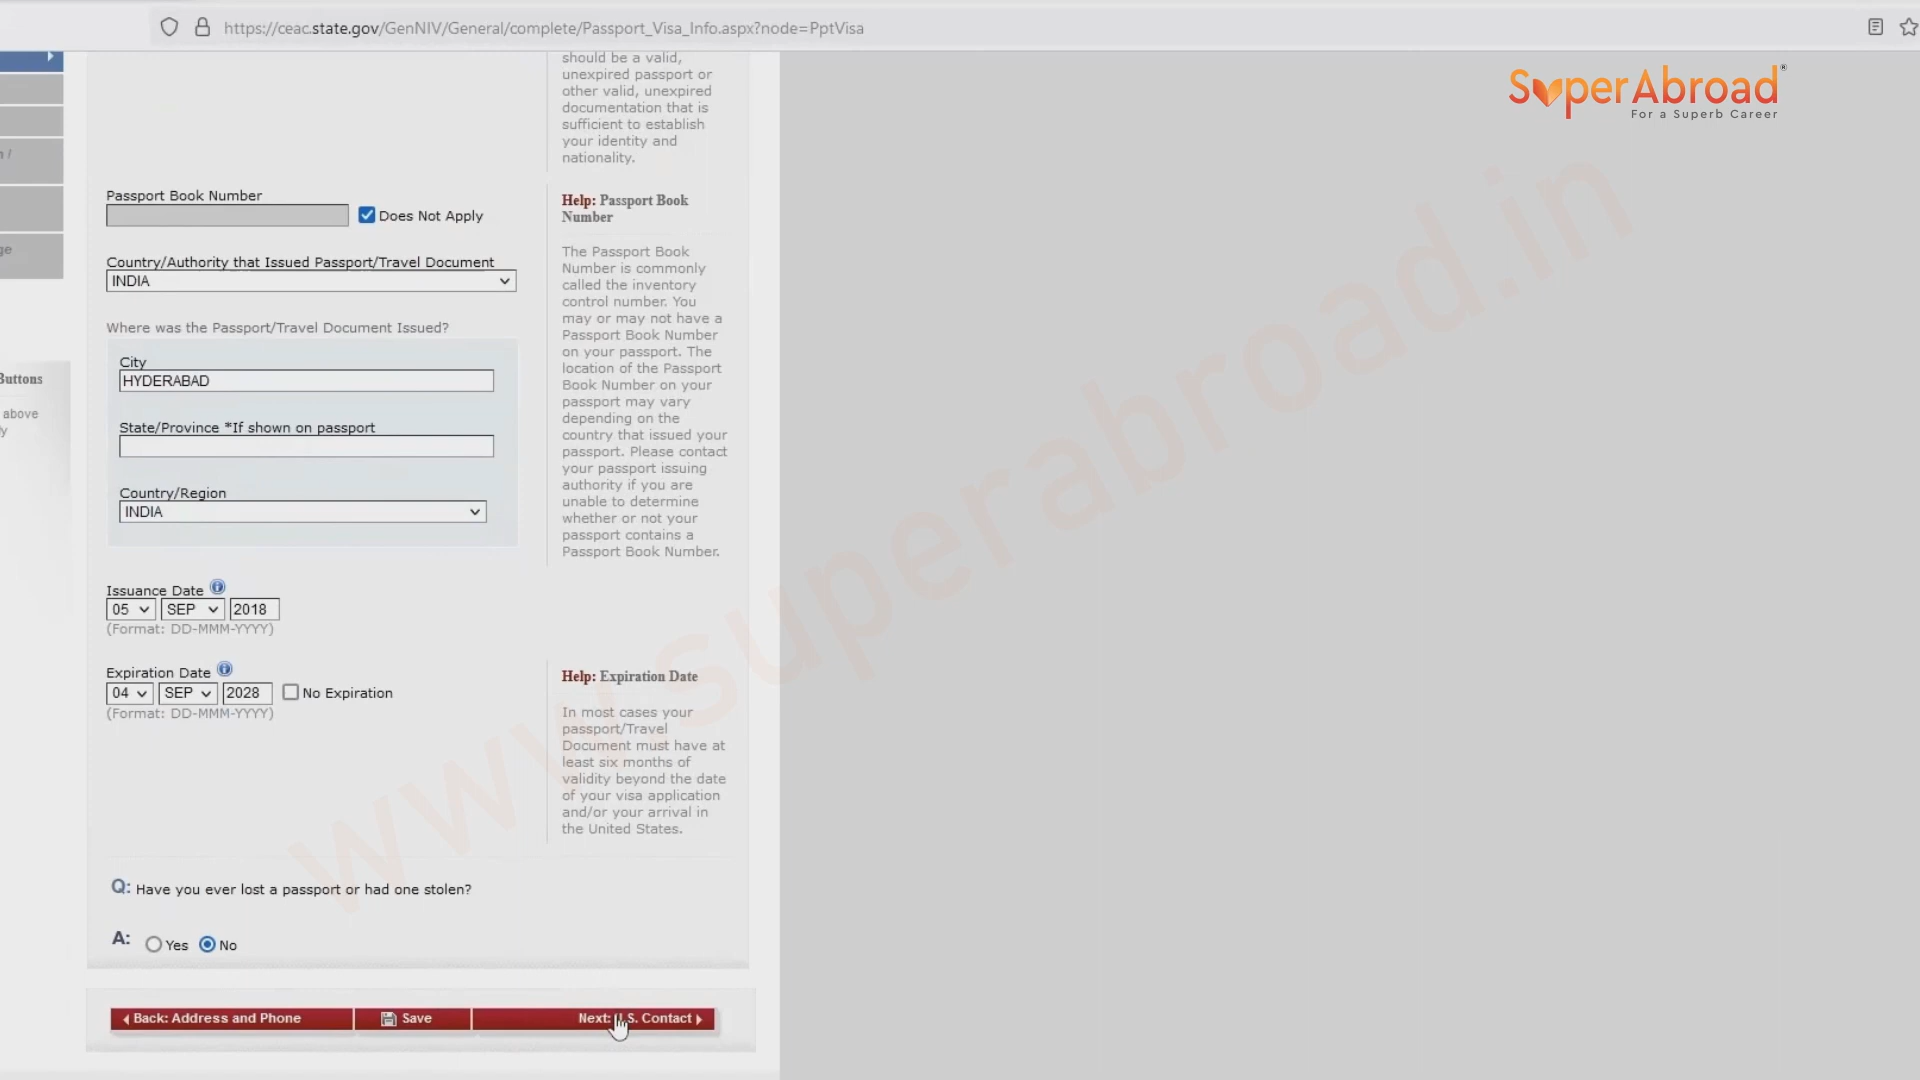 https://ceac.state.gov/GenNIV/General/complete/Passport_Visa_Info.aspx?node=PptVisa
SuperAbroad®
For a Superb Career
should be a valid,
unexpired passport or
other valid, unexpired
documentation that is
sufficient to establish
your identity and
nationality.
n /
ge
Buttons
above
y
Passport Book Number
Does Not Apply
Help: Passport Book
Number
The Passport Book
Number is commonly
called the inventory
control number. You
may or may not have a
Passport Book Number
on your passport. The
location of the Passport
Book Number on your
passport may vary
depending on the
country that issued your
passport. Please contact
your passport issuing
authority if you are
unable to determine
whether or not your
passport contains a
Passport Book Number.
Country/Authority that Issued Passport/Travel Document
INDIA
Where was the Passport/Travel Document Issued?
City
HYDERABAD
State/Province *If shown on passport
Country/Region
INDIA
Issuance Date
05 SEP 2018
(Format: DD-MMM-YYYY)
Expiration Date
04 SEP 2028 No Expiration
(Format: DD-MMM-YYYY)
Help: Expiration Date
In most cases your
passport/Travel
Document must have at
least six months of
validity beyond the date
of your visa application
and/or your arrival in
the United States.
Q: Have you ever lost a passport or had one stolen?
A: Yes No
Back: Address and Phone
Save
Next: U.S. Contact
www.superabroad.in